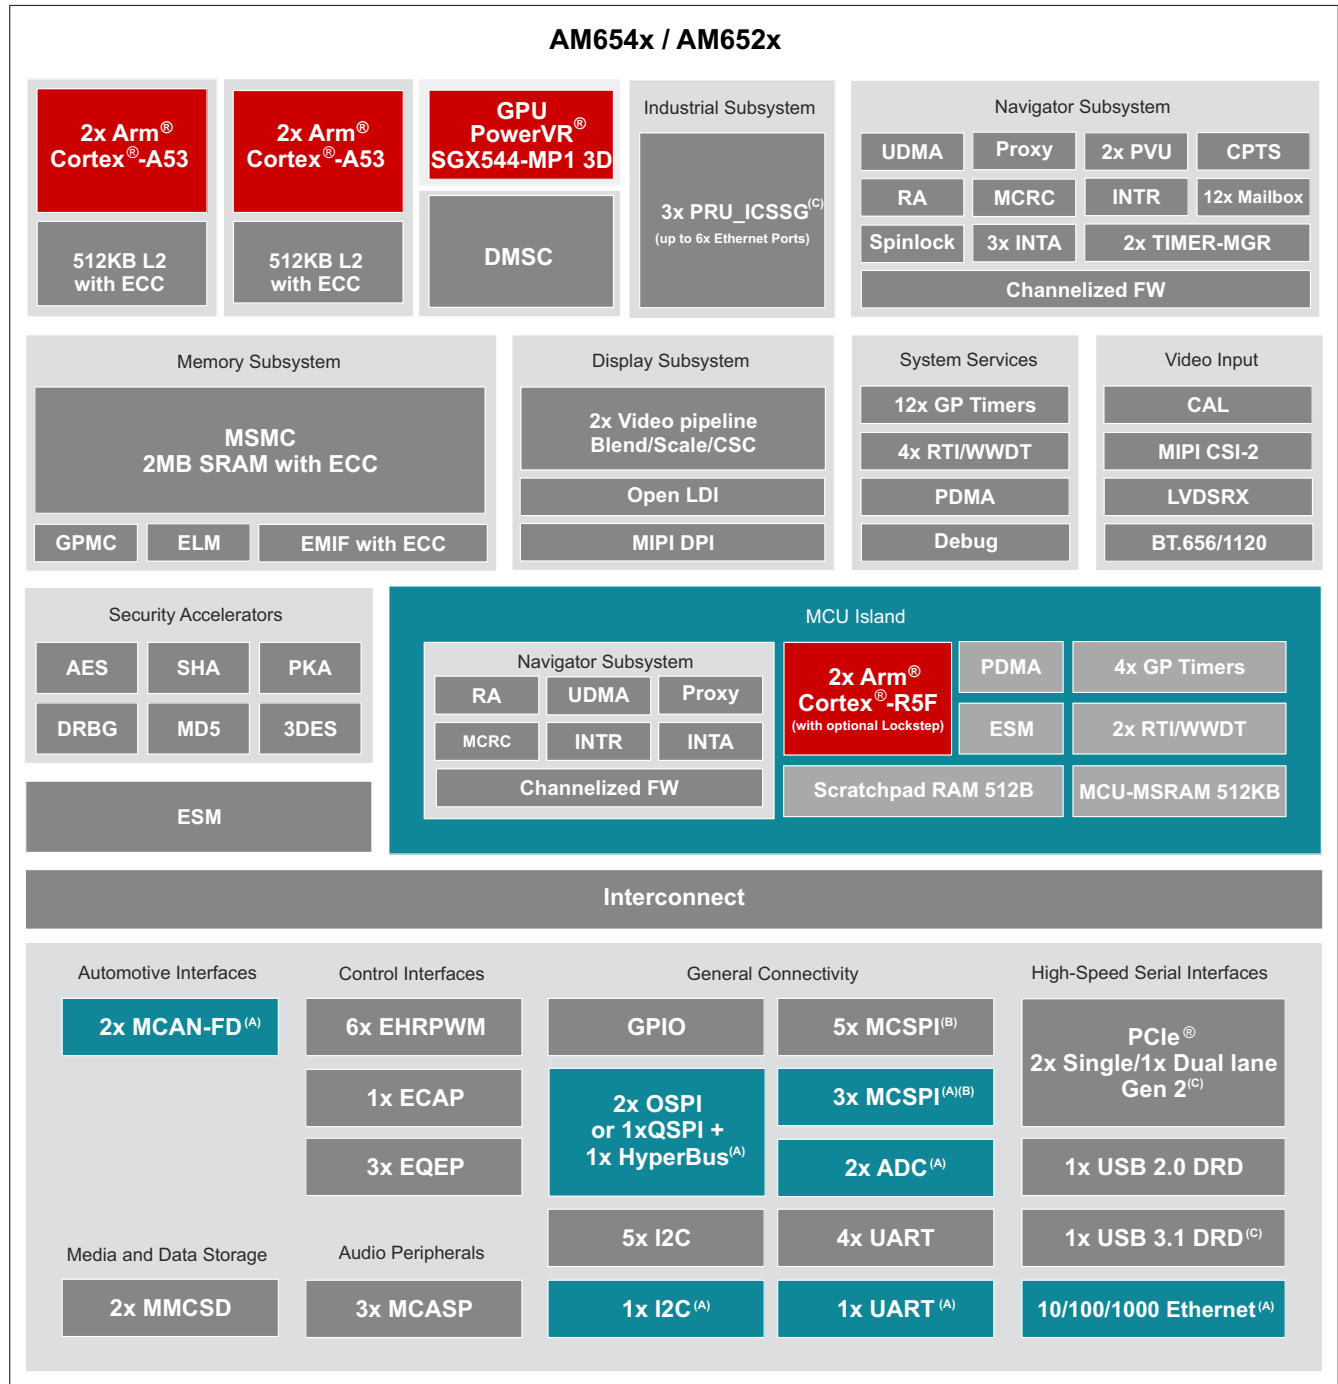 AM654x / AM652x
2x Arm®
Cortex®-A53
512KB L2
with ECC
2x Arm®
Cortex®-A53
512KB L2
with ECC
GPU
PowerVR®
SGX544-MP1 3D
DMSC
Industrial Subsystem
3x PRU_ICSSG(C)
(up to 6x Ethernet Ports)
Navigator Subsystem
UDMA
Proxy
2x PVU
CPTS
RA
MCRC
INTR
12x Mailbox
Spinlock
3x INTA
2x TIMER-MGR
Channelized FW
Memory Subsystem
MSMC
2MB SRAM with ECC
GPMC
ELM
EMIF with ECC
Display Subsystem
2x Video pipeline
Blend/Scale/CSC
Open LDI
MIPI DPI
System Services
12x GP Timers
4x RTI/WWDT
PDMA
Debug
Video Input
CAL
MIPI CSI-2
LVDSRX
BT.656/1120
Security Accelerators
AES
SHA
PKA
DRBG
MD5
3DES
ESM
MCU Island
Navigator Subsystem
RA
UDMA
Proxy
MCRC
INTR
INTA
Channelized FW
2x Arm®
Cortex®-R5F
(with optional Lockstep)
PDMA
4x GP Timers
ESM
2x RTI/WWDT
Scratchpad RAM 512B
MCU-MSRAM 512KB
Interconnect
Automotive Interfaces
2x MCAN-FD(A)
Media and Data Storage
2x MMCSD
Control Interfaces
6x EHRPWM
1x ECAP
3x EQEP
Audio Peripherals
3x MCASP
General Connectivity
GPIO
5x MCSPI(B)
2x OSPI
or 1xQSPI +
1x HyperBus(A)
3x MCSPI(A)(B)
2x ADC(A)
5x I2C
4x UART
1x I2C(A)
1x UART(A)
High-Speed Serial Interfaces
PCIe®
2x Single/1x Dual lane
Gen 2(C)
1x USB 2.0 DRD
1x USB 3.1 DRD(C)
10/100/1000 Ethernet(A)